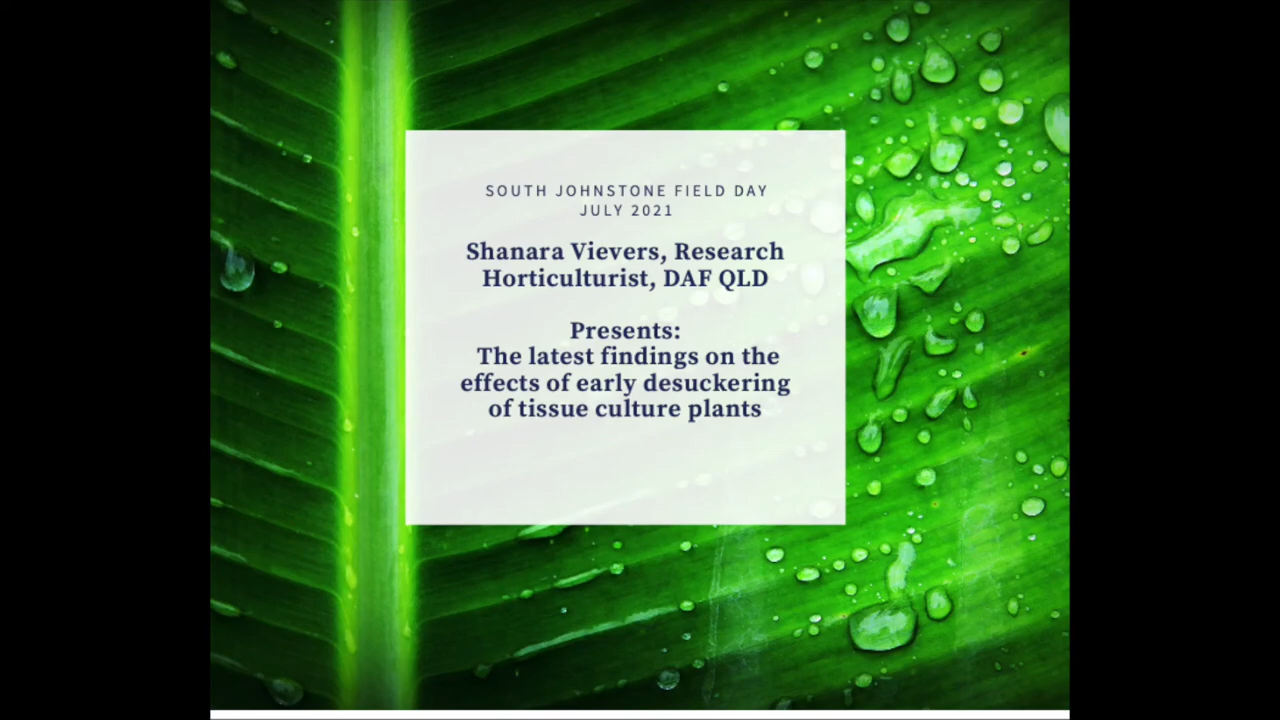 SOUTH JOHNSTONE FIELD DAY
JULY 2021
Shanara Vievers, Research
Horticulturist, DAF QLD
Presents:
The latest findings on the
effects of early desuckering
of tissue culture plants